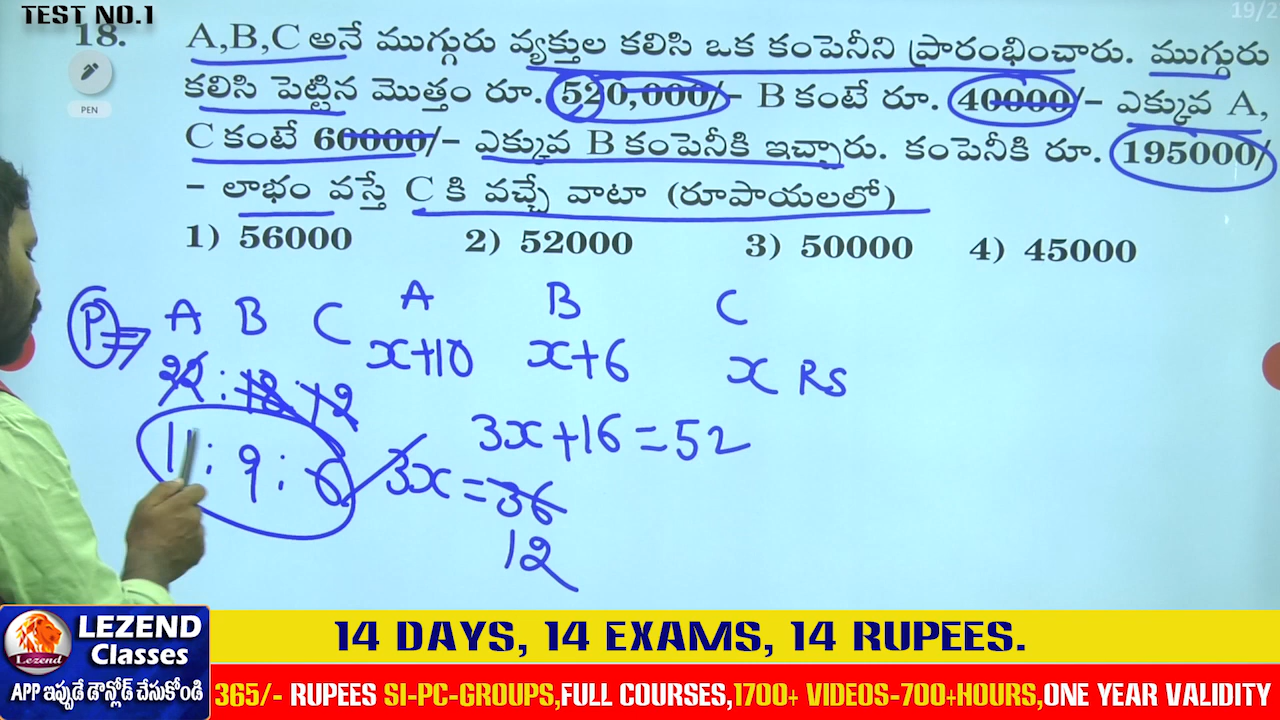 TEST NO.1
19/2
18. A,B,C అనే ముగ్గురు వ్యక్తుల కలిసి ఒక కంపెనీని ప్రారంభించారు. ముగ్గురు
PEN
కలిసి పెట్టిన మొత్తం రూ. 520,000/- B కంటే రూ. 40000/- ఎక్కువ A,
C కంటే 60000/- ఎక్కువ B కంపెనీకి ఇచ్చారు. కంపెనీకి రూ. 195000/
- లాభం వస్తే C కి వచ్చే వాటా (రూపాయలలో)
1) 56000 2) 52000 3) 50000 4) 45000
P ⇒ A B C A B C
22 : 18 : 12 x+10 x+6 x RS
11 : 9 : 6 3x+16=52
3x = 36
12
LEZEND
Classes
Lezend
APP ఇప్పుడే డౌన్లోడ్ చేసుకోండి
14 DAYS, 14 EXAMS, 14 RUPEES.
365/- RUPEES SI-PC-GROUPS,FULL COURSES,1700+ VIDEOS-700+HOURS,ONE YEAR VALIDITY